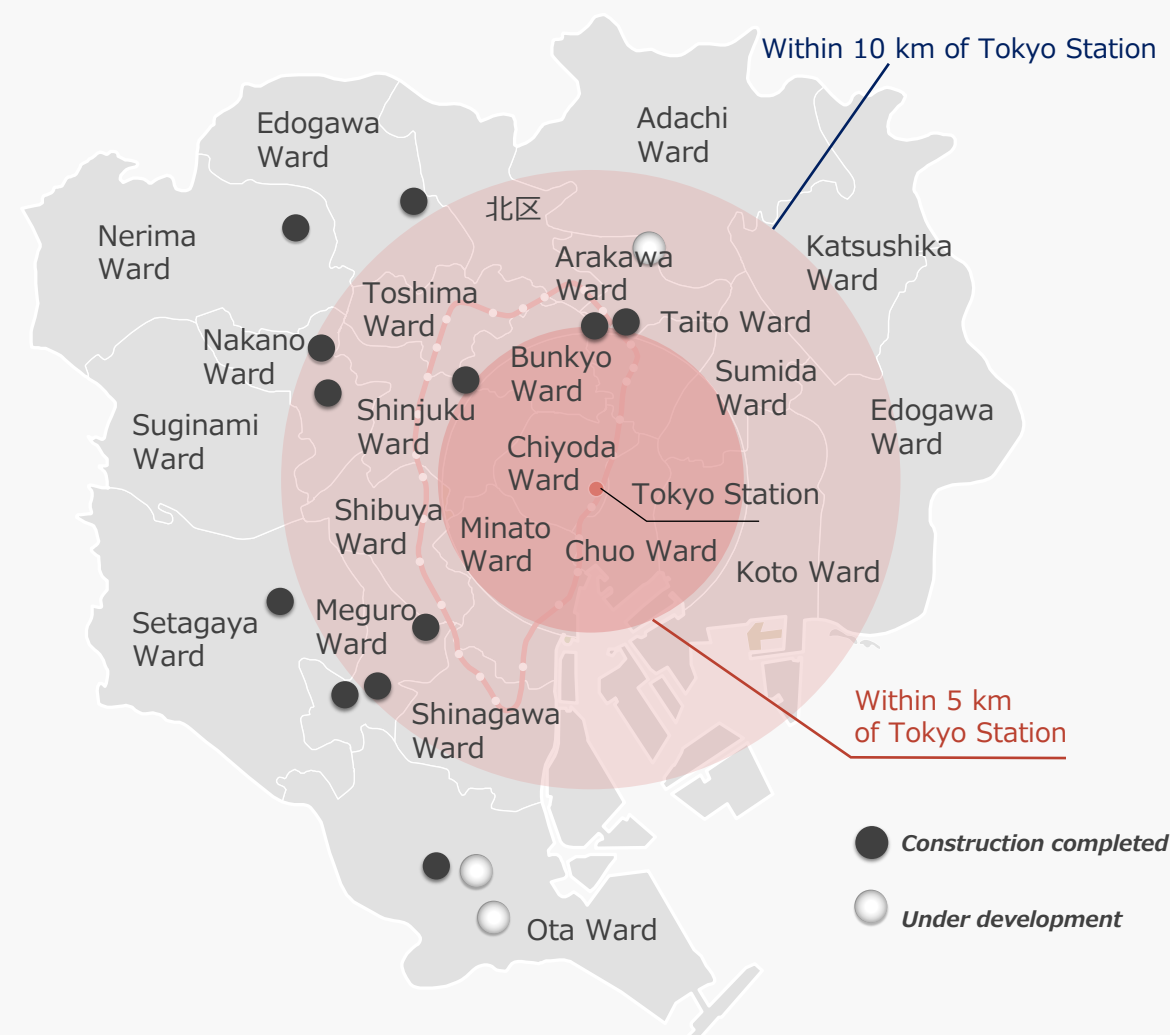 Within 10 km of Tokyo Station
Edogawa
Ward
Adachi
Ward
北区
Nerima
Ward
Katsushika
Ward
Arakawa
Ward
Toshima
Ward
Taito Ward
Nakano
Ward
Bunkyo
Ward
Sumida
Ward
Suginami
Ward
Shinjuku
Ward
Edogawa
Ward
Chiyoda
Ward
Tokyo Station
Shibuya
Ward
Minato
Ward
Chuo Ward
Koto Ward
Setagaya
Ward
Meguro
Ward
Shinagawa
Ward
Within 5 km
of Tokyo Station
Construction completed
Under development
Ota Ward